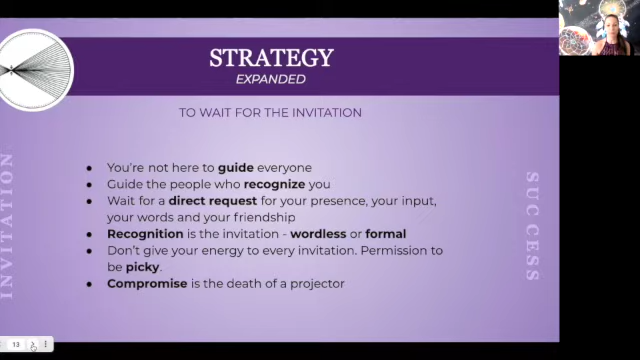 STRATEGY
EXPANDED
TO WAIT FOR THE INVITATION
● You're not here to guide everyone
● Guide the people who recognize you
● Wait for a direct request for your presence, your input,
your words and your friendship
● Recognition is the invitation - wordless or formal
● Don't give your energy to every invitation. Permission to
be picky.
● Compromise is the death of a projector
INVITATION
SUCCESS
13